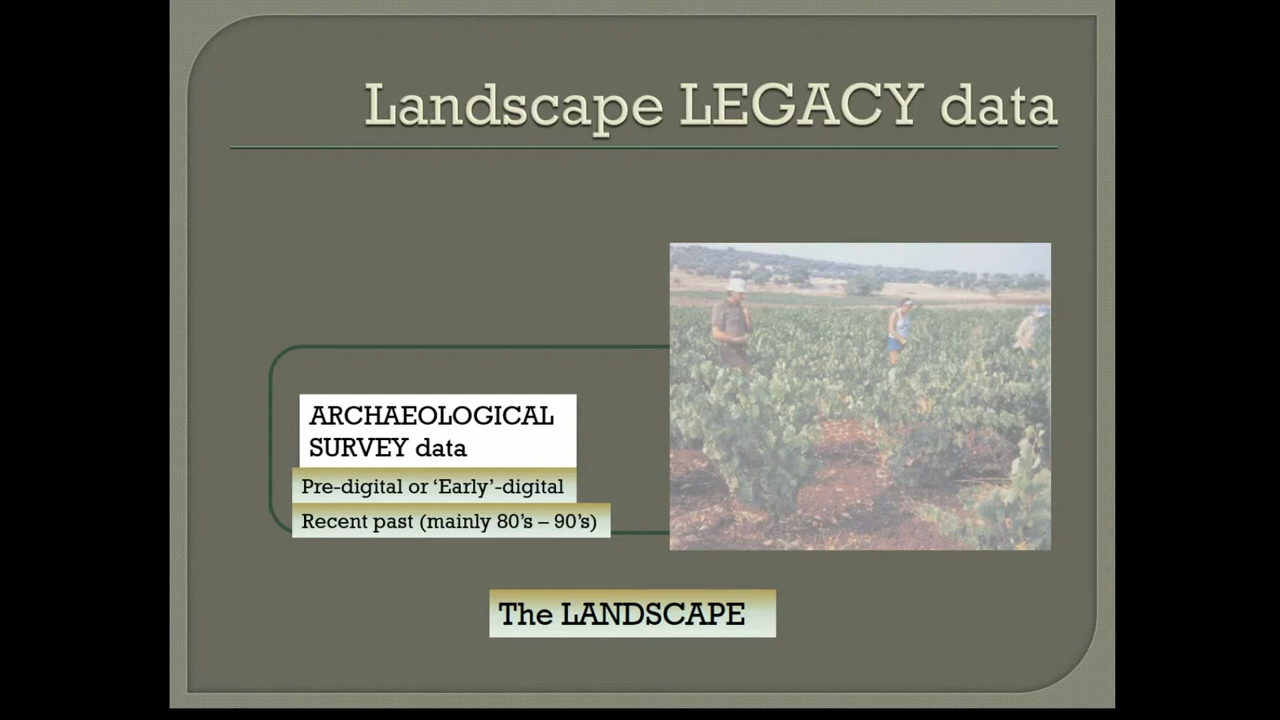 Landscape LEGACY data
ARCHAEOLOGICAL
SURVEY data
Pre-digital or ‘Early’-digital
Recent past (mainly 80’s – 90’s)
The LANDSCAPE